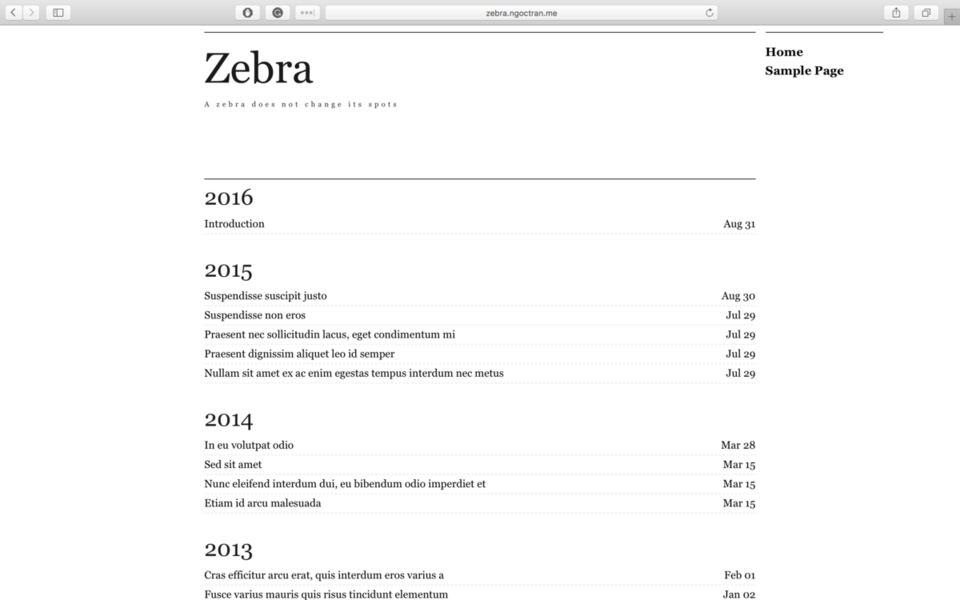 zebra.ngoctran.me
Home
Sample Page
Zebra
A zebra does not change its spots
2016
Introduction Aug 31
2015
Suspendisse suscipit justo Aug 30
Suspendisse non eros Jul 29
Praesent nec sollicitudin lacus, eget condimentum mi Jul 29
Praesent dignissim aliquet leo id semper Jul 29
Nullam sit amet ex ac enim egestas tempus interdum nec metus Jul 29
2014
In eu volutpat odio Mar 28
Sed sit amet Mar 15
Nunc eleifend interdum dui, eu bibendum odio imperdiet et Mar 15
Etiam id arcu malesuada Mar 15
2013
Cras efficitur arcu erat, quis interdum eros varius a Feb 01
Fusce varius mauris quis risus tincidunt elementum Jan 02